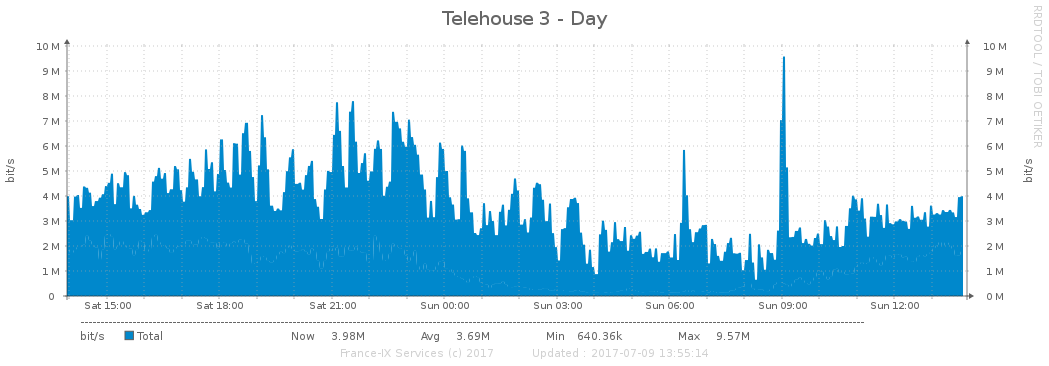 Telehouse 3 - Day
RRDTOOL / TOBI OETIKER
bit/s
10 M
9 M
8 M
7 M
6 M
5 M
4 M
3 M
2 M
1 M
0
10 M
9 M
8 M
7 M
6 M
5 M
4 M
3 M
2 M
1 M
0 M
bit/s
Sat 15:00 Sat 18:00 Sat 21:00 Sun 00:00 Sun 03:00 Sun 06:00 Sun 09:00 Sun 12:00
bit/s Total Now 3.98M Avg 3.69M Min 640.36k Max 9.57M
France-IX Services (c) 2017 Updated : 2017-07-09 13:55:14